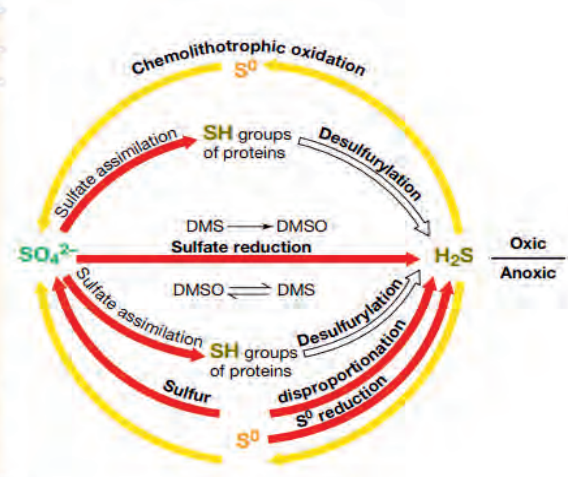 Chemolithotrophic oxidation
S⁰
Sulfate assimilation
SH groups
of proteins
Desulfurylation
DMS → DMSO
Sulfate reduction
SO₄²⁻
H₂S
Oxic
Anoxic
DMSO ⇌ DMS
Sulfate assimilation
SH groups
of proteins
Desulfurylation
Sulfur
disproportionation
S⁰ reduction
S⁰